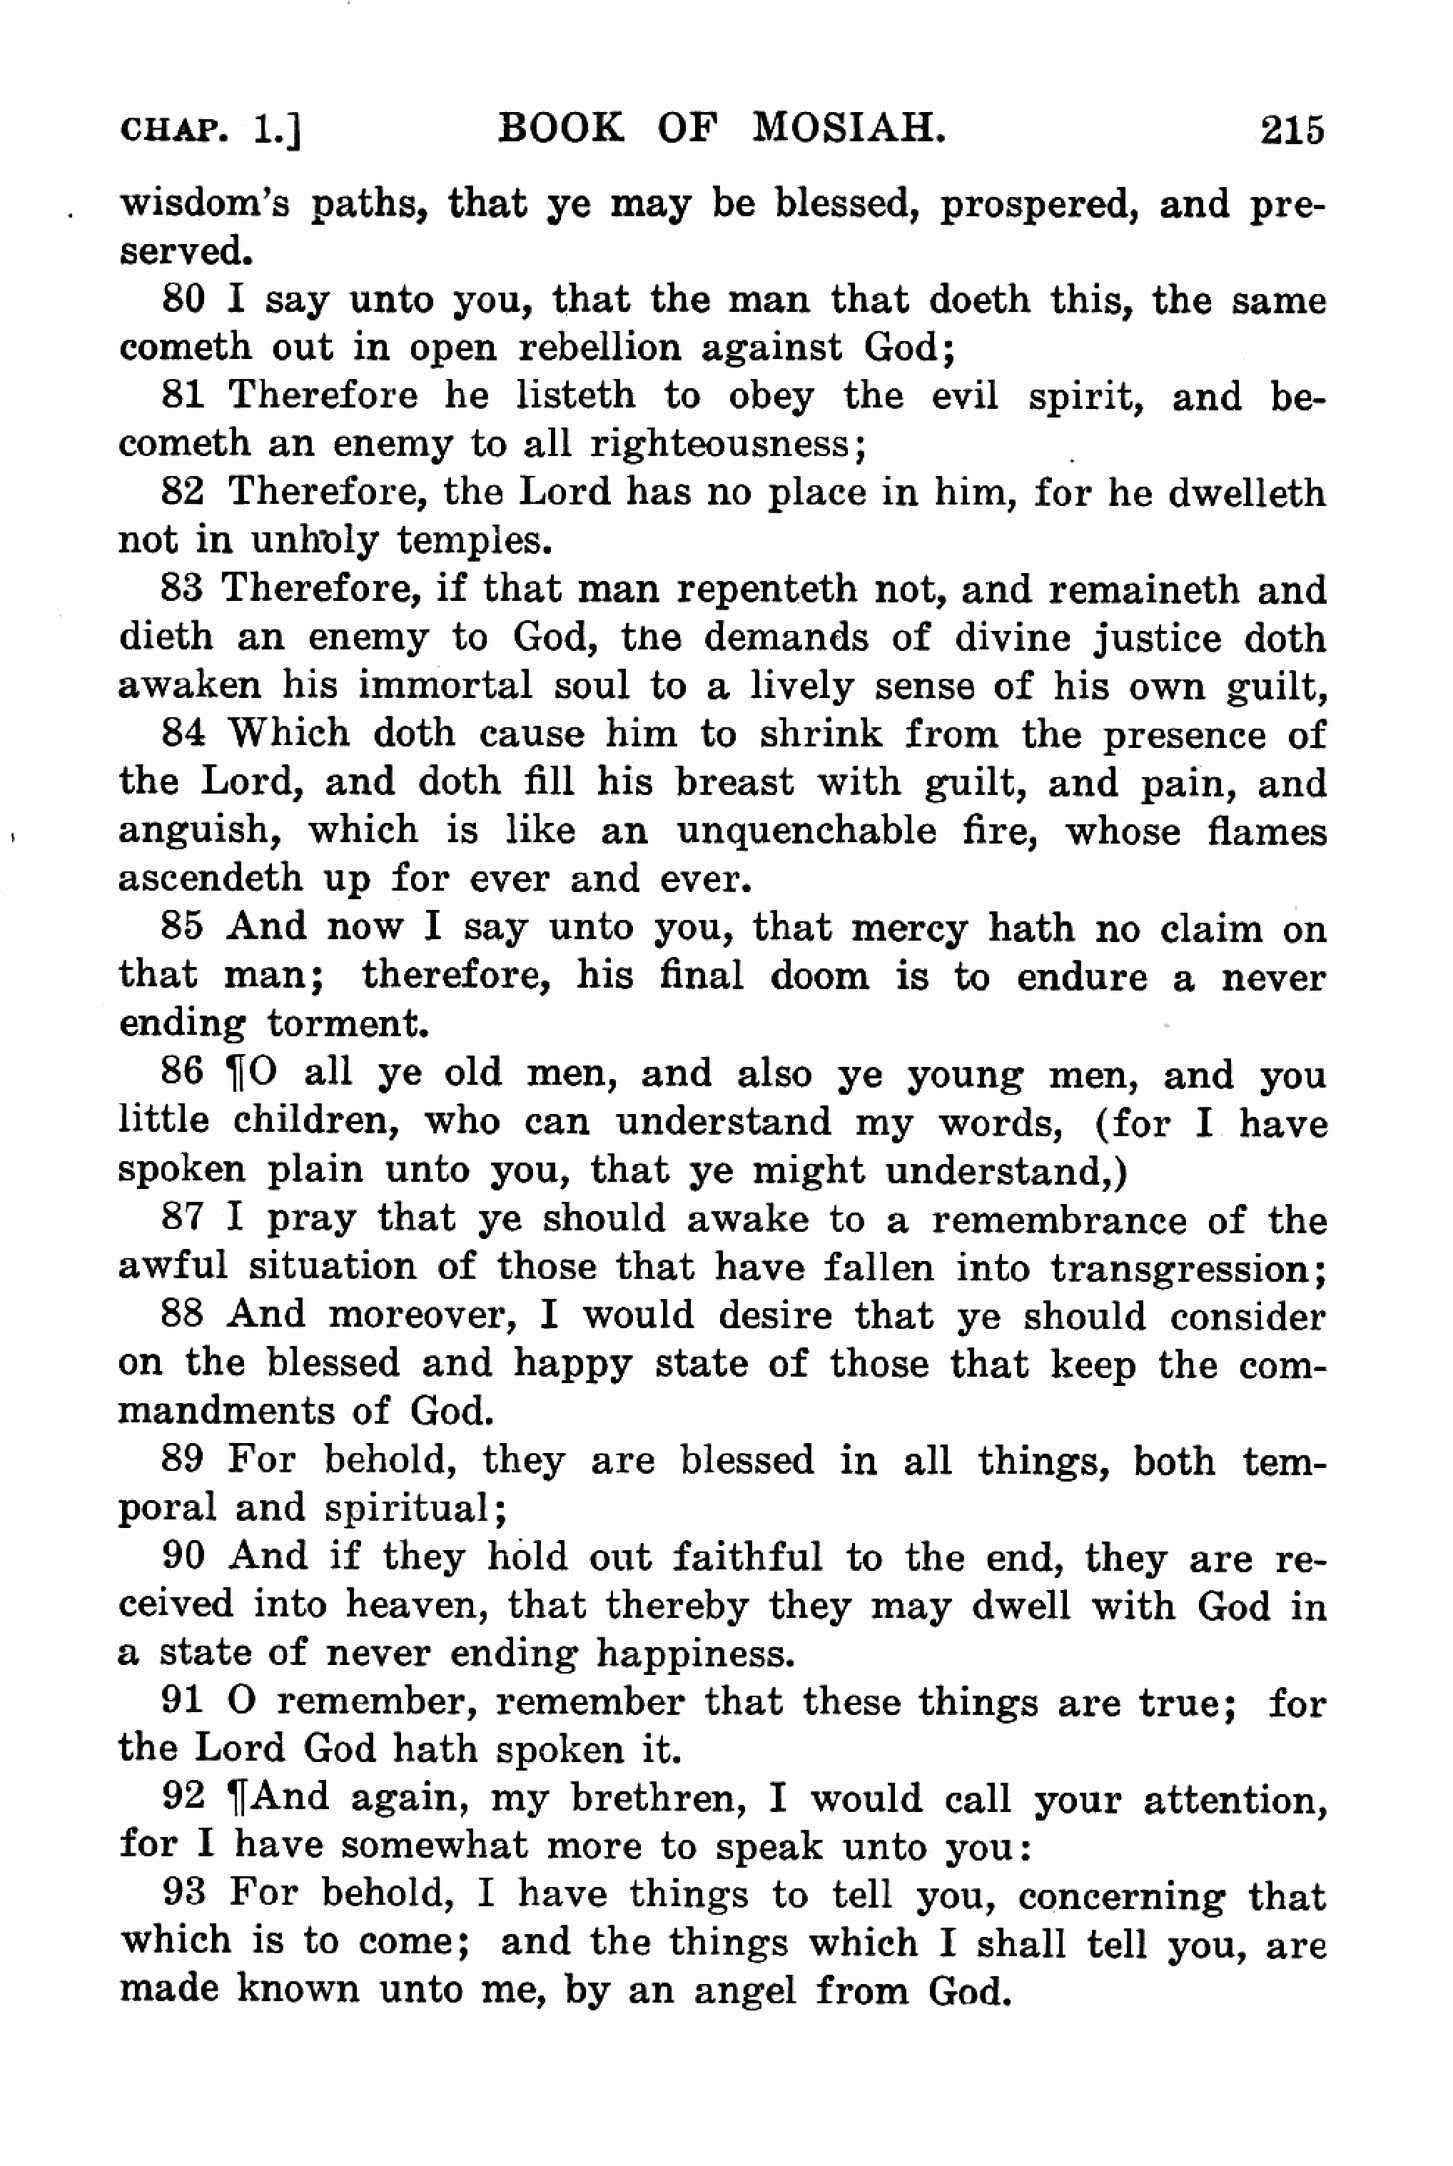 CHAP. 1.] BOOK OF MOSIAH. 215
wisdom's paths, that ye may be blessed, prospered, and pre-
served.
80 I say unto you, that the man that doeth this, the same
cometh out in open rebellion against God;
81 Therefore he listeth to obey the evil spirit, and be-
cometh an enemy to all righteousness;
82 Therefore, the Lord has no place in him, for he dwelleth
not in unholy temples.
83 Therefore, if that man repenteth not, and remaineth and
dieth an enemy to God, the demands of divine justice doth
awaken his immortal soul to a lively sense of his own guilt,
84 Which doth cause him to shrink from the presence of
the Lord, and doth fill his breast with guilt, and pain, and
anguish, which is like an unquenchable fire, whose flames
ascendeth up for ever and ever.
85 And now I say unto you, that mercy hath no claim on
that man; therefore, his final doom is to endure a never
ending torment.
86 ¶O all ye old men, and also ye young men, and you
little children, who can understand my words, (for I have
spoken plain unto you, that ye might understand,)
87 I pray that ye should awake to a remembrance of the
awful situation of those that have fallen into transgression;
88 And moreover, I would desire that ye should consider
on the blessed and happy state of those that keep the com-
mandments of God.
89 For behold, they are blessed in all things, both tem-
poral and spiritual;
90 And if they hold out faithful to the end, they are re-
ceived into heaven, that thereby they may dwell with God in
a state of never ending happiness.
91 O remember, remember that these things are true; for
the Lord God hath spoken it.
92 ¶And again, my brethren, I would call your attention,
for I have somewhat more to speak unto you:
93 For behold, I have things to tell you, concerning that
which is to come; and the things which I shall tell you, are
made known unto me, by an angel from God.